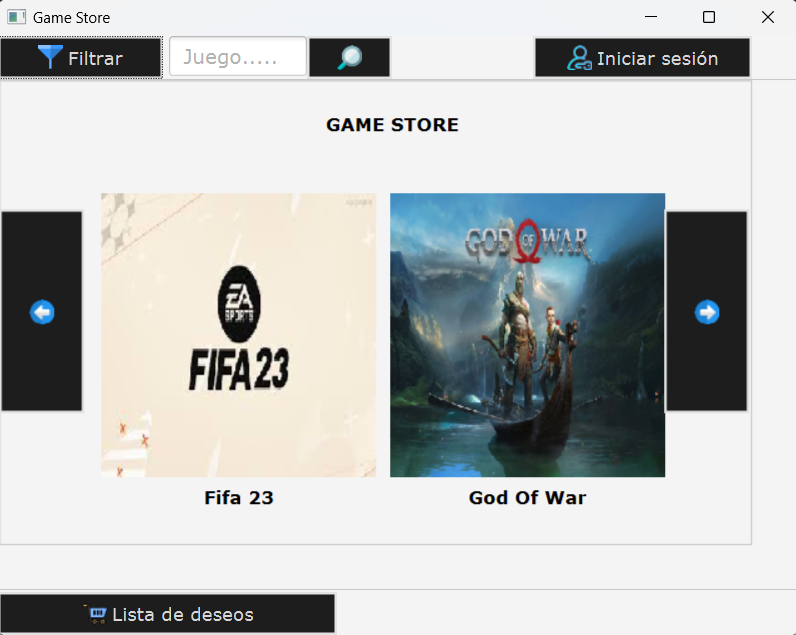 Game Store
Filtrar
Juego.....
Iniciar sesión
GAME STORE
EA
SPORTS
FIFA 23
GOD OF WAR
Fifa 23
God Of War
Lista de deseos